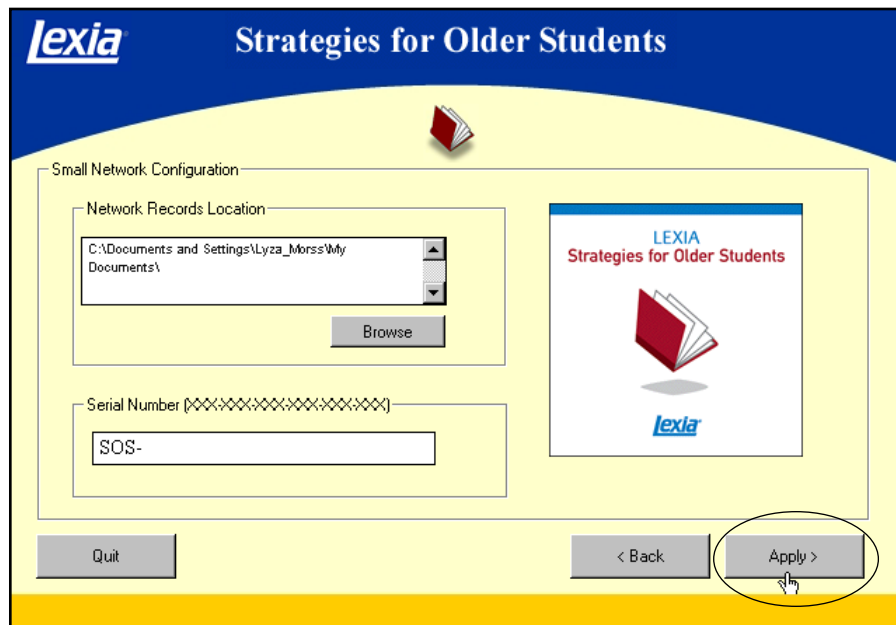 Lexia
Strategies for Older Students
Small Network Configuration
Network Records Location
C:\Documents and Settings\Lyza_Morss\My
Documents\
Browse
LEXIA
Strategies for Older Students
Lexia
Serial Number (XXX-XXX-XXX-XXX-XXX-XXX)
SOS-
Quit
< Back
Apply >